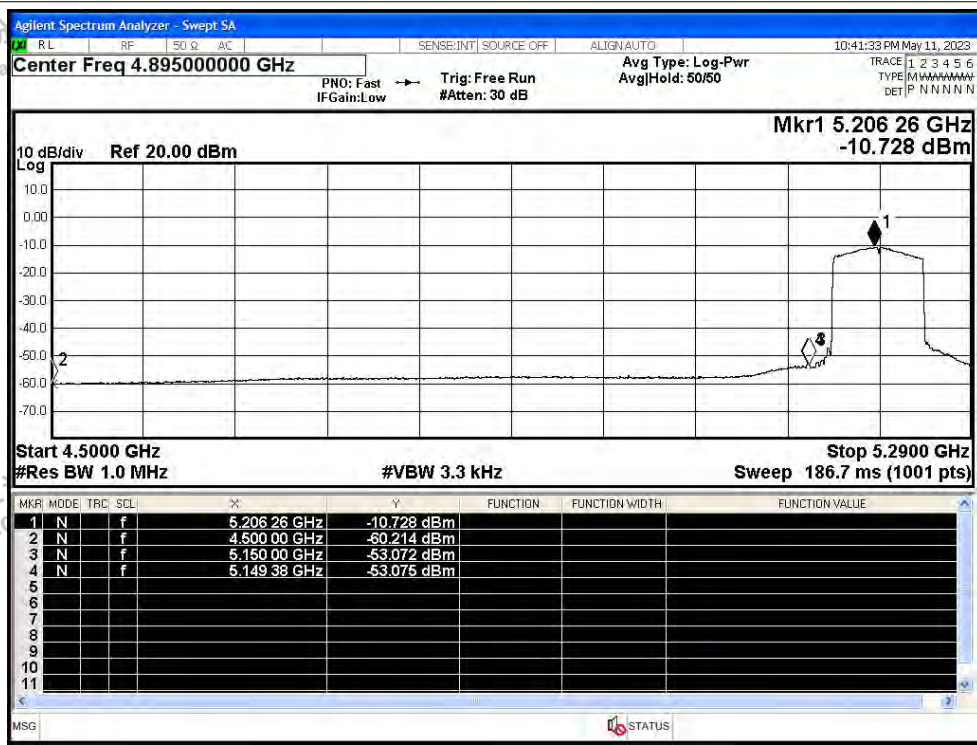 Agilent Spectrum Analyzer - Swept SA
RL RF 50 Ω AC SENSE:INT SOURCE OFF ALIGN AUTO 10:41:33 PM May 11, 2023
Center Freq 4.895000000 GHz Avg Type: Log-Pwr TRACE 1 2 3 4 5 6
PNO: Fast Trig: Free Run Avg|Hold: 50/50 TYPE M WWWWW
IFGain:Low #Atten: 30 dB DET P N N N N N
Mkr1 5.206 26 GHz
10 dB/div Ref 20.00 dBm -10.728 dBm
Log
10.0
0.00
1
-10.0
-20.0
-30.0
-40.0
-50.0
2
-60.0
-70.0
Start 4.5000 GHz Stop 5.2900 GHz
#Res BW 1.0 MHz #VBW 3.3 kHz Sweep 186.7 ms (1001 pts)
MKR MODE TRC SCL X Y FUNCTION FUNCTION WIDTH FUNCTION VALUE
1 N f 5.206 26 GHz -10.728 dBm
2 N f 4.500 00 GHz -60.214 dBm
3 N f 5.150 00 GHz -53.072 dBm
4 N f 5.149 38 GHz -53.075 dBm
5
6
7
8
9
10
11
MSG STATUS